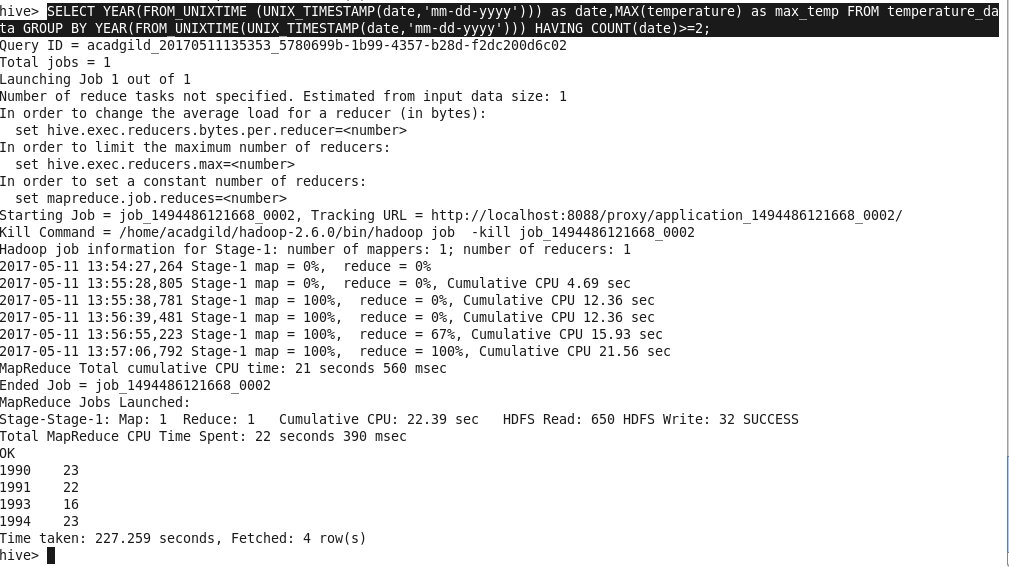 hive> SELECT YEAR(FROM_UNIXTIME (UNIX_TIMESTAMP(date,'mm-dd-yyyy'))) as date,MAX(temperature) as max_temp FROM temperature_da
ta GROUP BY YEAR(FROM_UNIXTIME(UNIX_TIMESTAMP(date,'mm-dd-yyyy'))) HAVING COUNT(date)>=2;
Query ID = acadgild_20170511135353_5780699b-1b99-4357-b28d-f2dc200d6c02
Total jobs = 1
Launching Job 1 out of 1
Number of reduce tasks not specified. Estimated from input data size: 1
In order to change the average load for a reducer (in bytes):
  set hive.exec.reducers.bytes.per.reducer=<number>
In order to limit the maximum number of reducers:
  set hive.exec.reducers.max=<number>
In order to set a constant number of reducers:
  set mapreduce.job.reduces=<number>
Starting Job = job_1494486121668_0002, Tracking URL = http://localhost:8088/proxy/application_1494486121668_0002/
Kill Command = /home/acadgild/hadoop-2.6.0/bin/hadoop job  -kill job_1494486121668_0002
Hadoop job information for Stage-1: number of mappers: 1; number of reducers: 1
2017-05-11 13:54:27,264 Stage-1 map = 0%,  reduce = 0%
2017-05-11 13:55:28,805 Stage-1 map = 0%,  reduce = 0%, Cumulative CPU 4.69 sec
2017-05-11 13:55:38,781 Stage-1 map = 100%,  reduce = 0%, Cumulative CPU 12.36 sec
2017-05-11 13:56:39,481 Stage-1 map = 100%,  reduce = 0%, Cumulative CPU 12.36 sec
2017-05-11 13:56:55,223 Stage-1 map = 100%,  reduce = 67%, Cumulative CPU 15.93 sec
2017-05-11 13:57:06,792 Stage-1 map = 100%,  reduce = 100%, Cumulative CPU 21.56 sec
MapReduce Total cumulative CPU time: 21 seconds 560 msec
Ended Job = job_1494486121668_0002
MapReduce Jobs Launched:
Stage-Stage-1: Map: 1  Reduce: 1   Cumulative CPU: 22.39 sec   HDFS Read: 650 HDFS Write: 32 SUCCESS
Total MapReduce CPU Time Spent: 22 seconds 390 msec
OK
1990    23
1991    22
1993    16
1994    23
Time taken: 227.259 seconds, Fetched: 4 row(s)
hive>